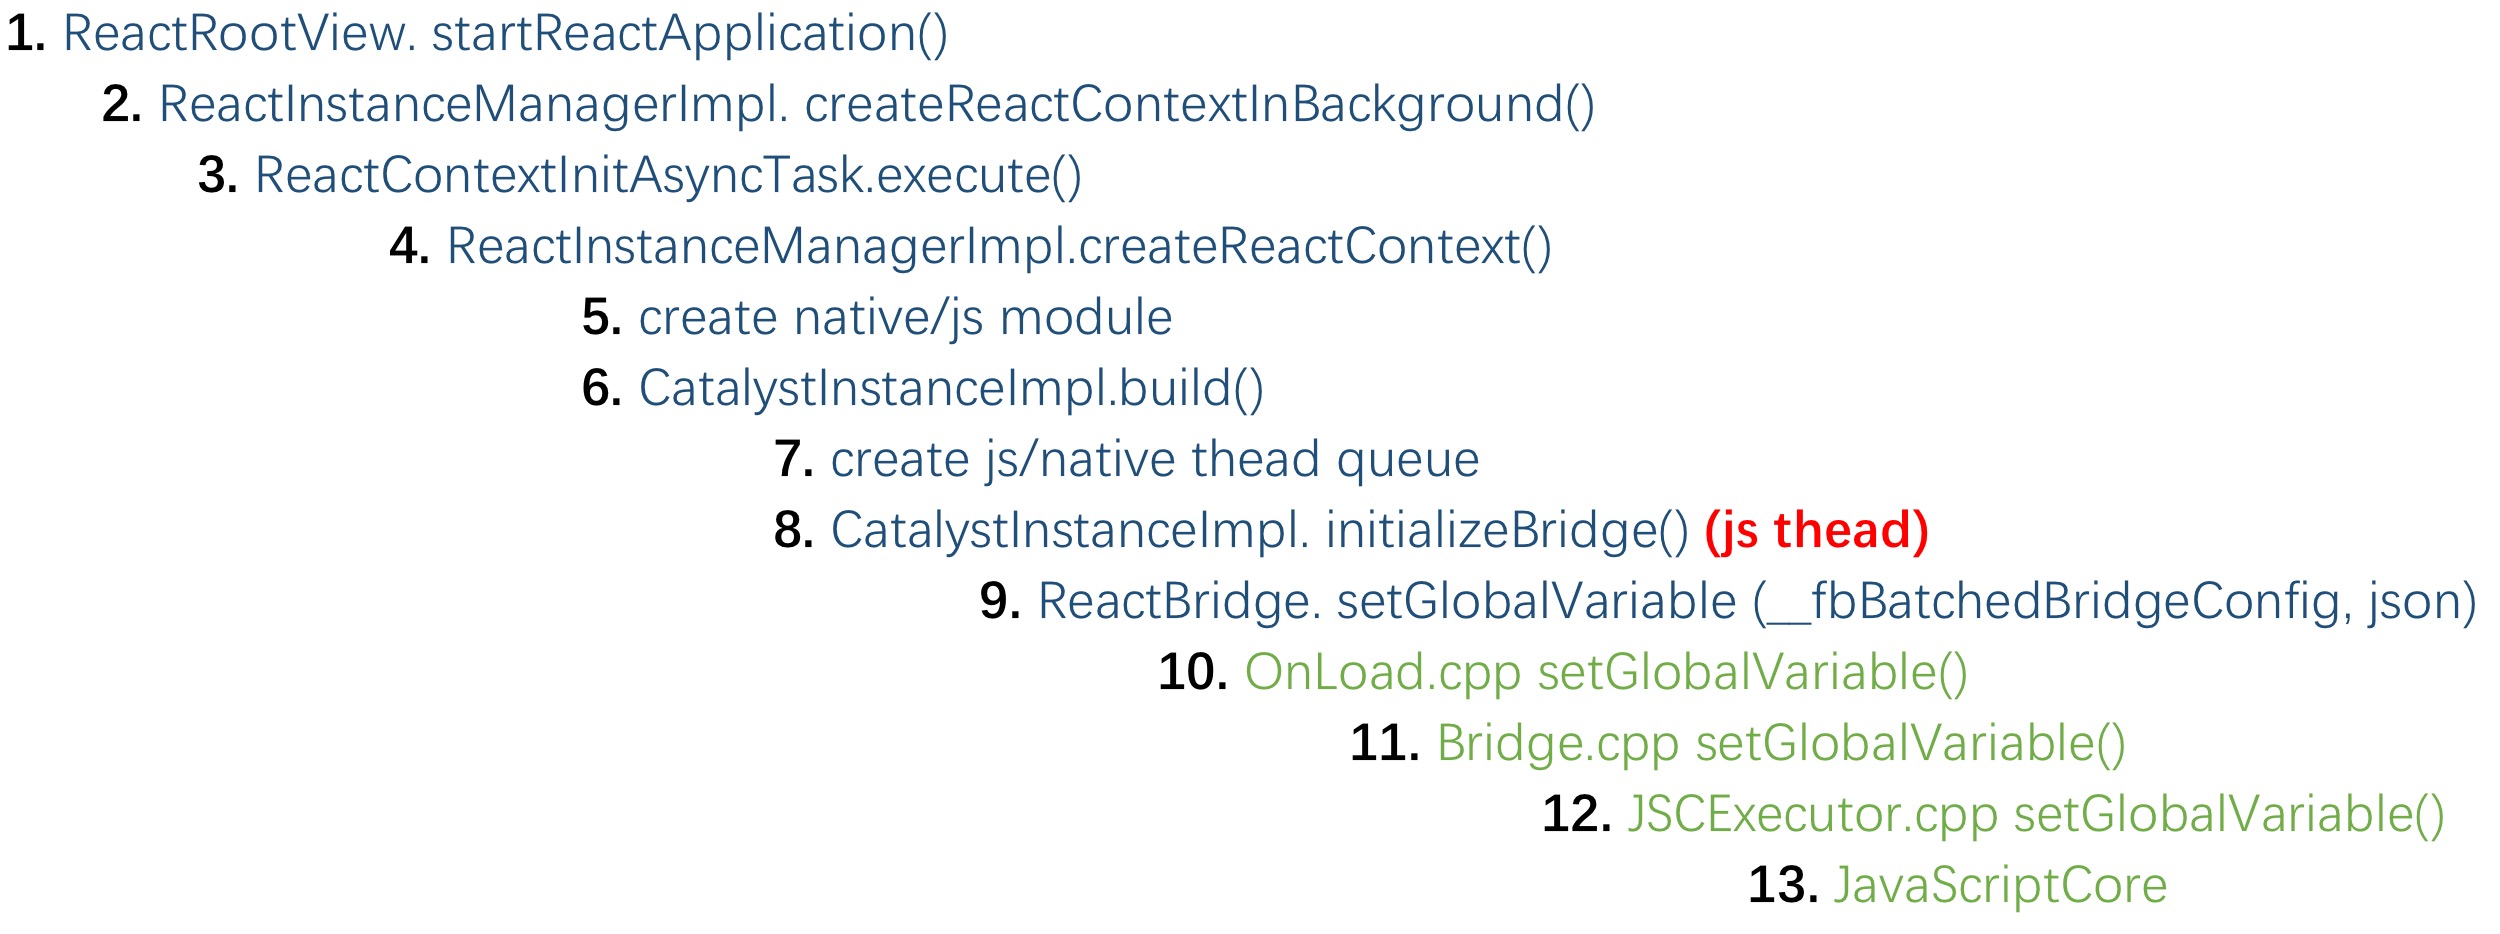 1. ReactRootView. startReactApplication()
2. ReactInstanceManagerImpl. createReactContextInBackground()
3. ReactContextInitAsyncTask.execute()
4. ReactInstanceManagerImpl.createReactContext()
5. create native/js module
6. CatalystInstanceImpl.build()
7. create js/native thead queue
8. CatalystInstanceImpl. initializeBridge() (js thead)
9. ReactBridge. setGlobalVariable (__fbBatchedBridgeConfig, json)
10. OnLoad.cpp setGlobalVariable()
11. Bridge.cpp setGlobalVariable()
12. JSCExecutor.cpp setGlobalVariable()
13. JavaScriptCore